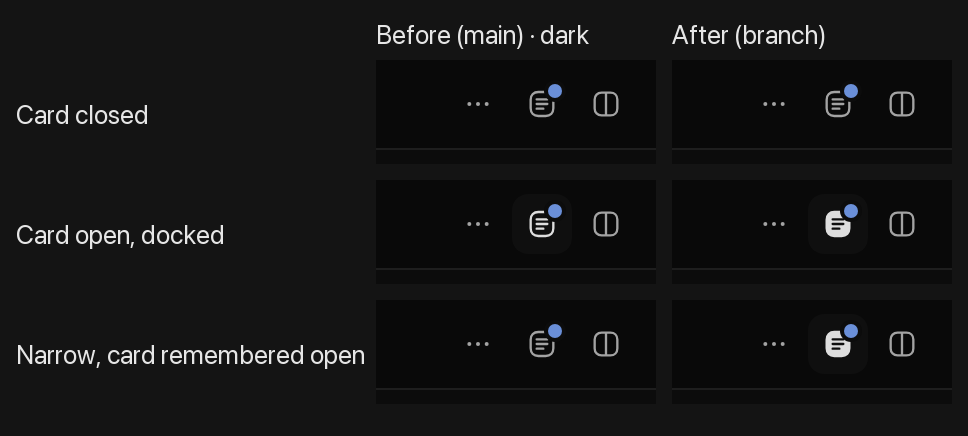 Before (main) · dark
After (branch)
Card closed
Card open, docked
Narrow, card remembered open